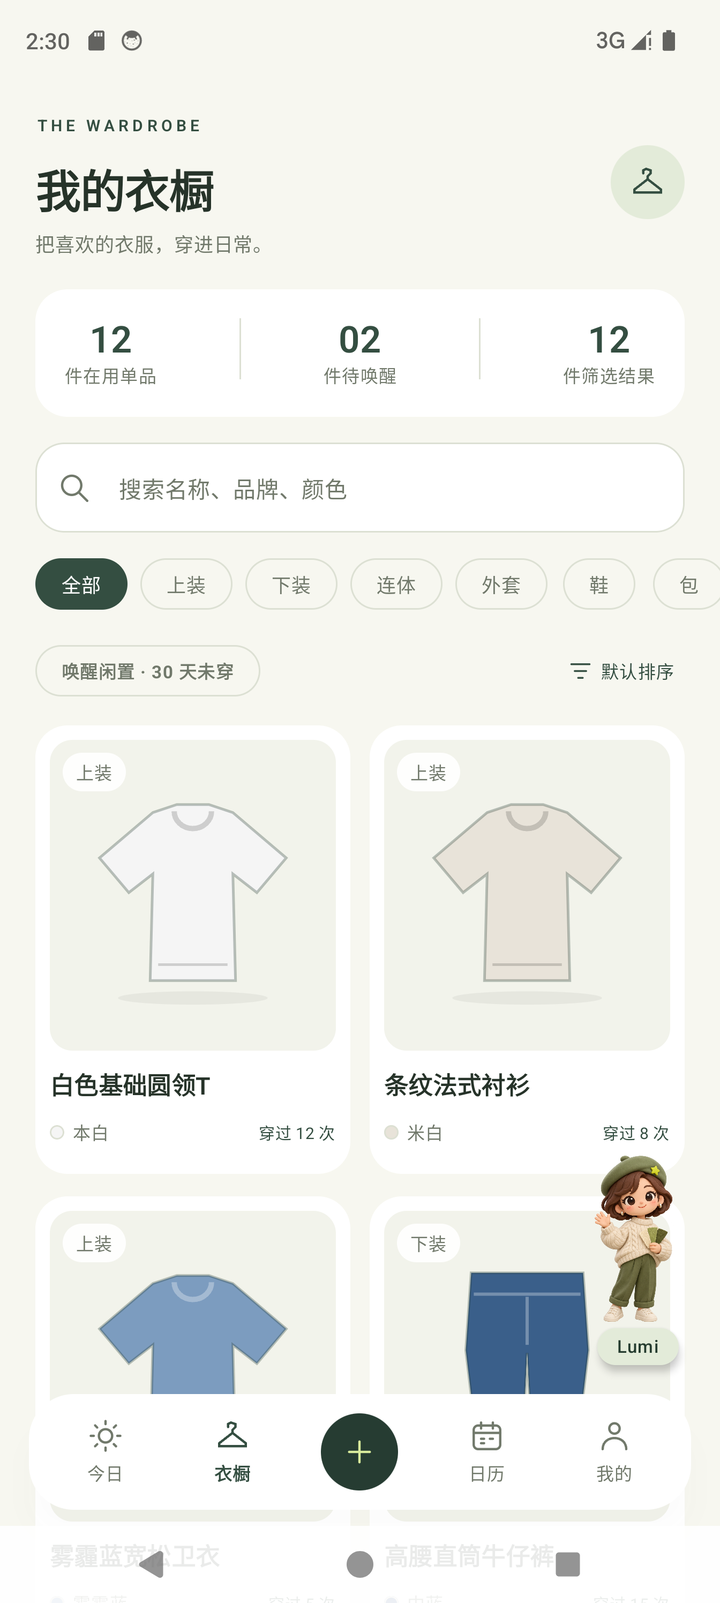 2:30 3G
THE WARDROBE
我的衣橱
把喜欢的衣服，穿进日常。
12 02 12
件在用单品 件待唤醒 件筛选结果
搜索名称、品牌、颜色
全部 上装 下装 连体 外套 鞋 包
唤醒闲置 · 30 天未穿 默认排序
上装 上装
白色基础圆领T 条纹法式衬衫
本白 穿过 12 次 米白 穿过 8 次
上装 下装
Lumi
今日 衣橱 日历 我的
雾霾蓝宽松卫衣 高腰直筒牛仔裤